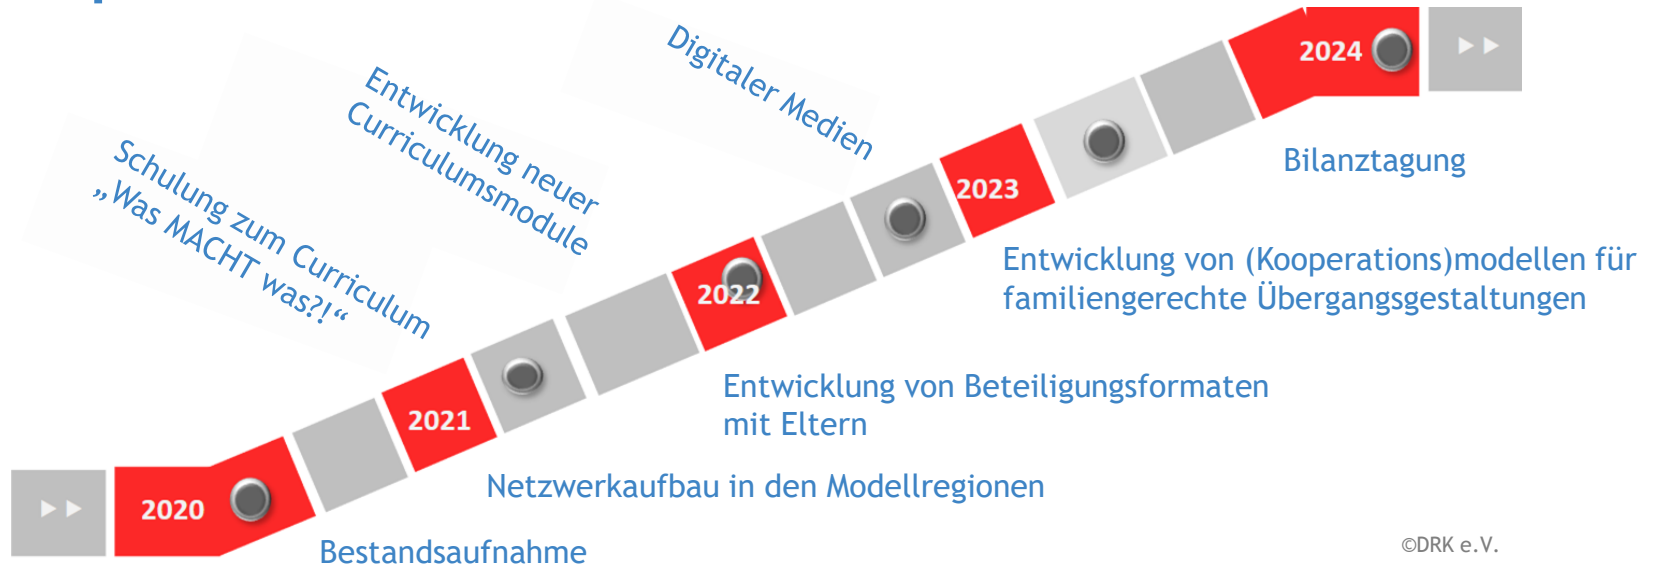 Digitaler Medien
Entwicklung neuer
Curriculumsmodule
Schulung zum Curriculum
„Was MACHT was?!“
2024
Bilanztagung
2023
Entwicklung von (Kooperations)modellen für
familiengerechte Übergangsgestaltungen
2022
Entwicklung von Beteiligungsformaten
mit Eltern
2021
Netzwerkaufbau in den Modellregionen
2020
Bestandsaufnahme
©DRK e.V.